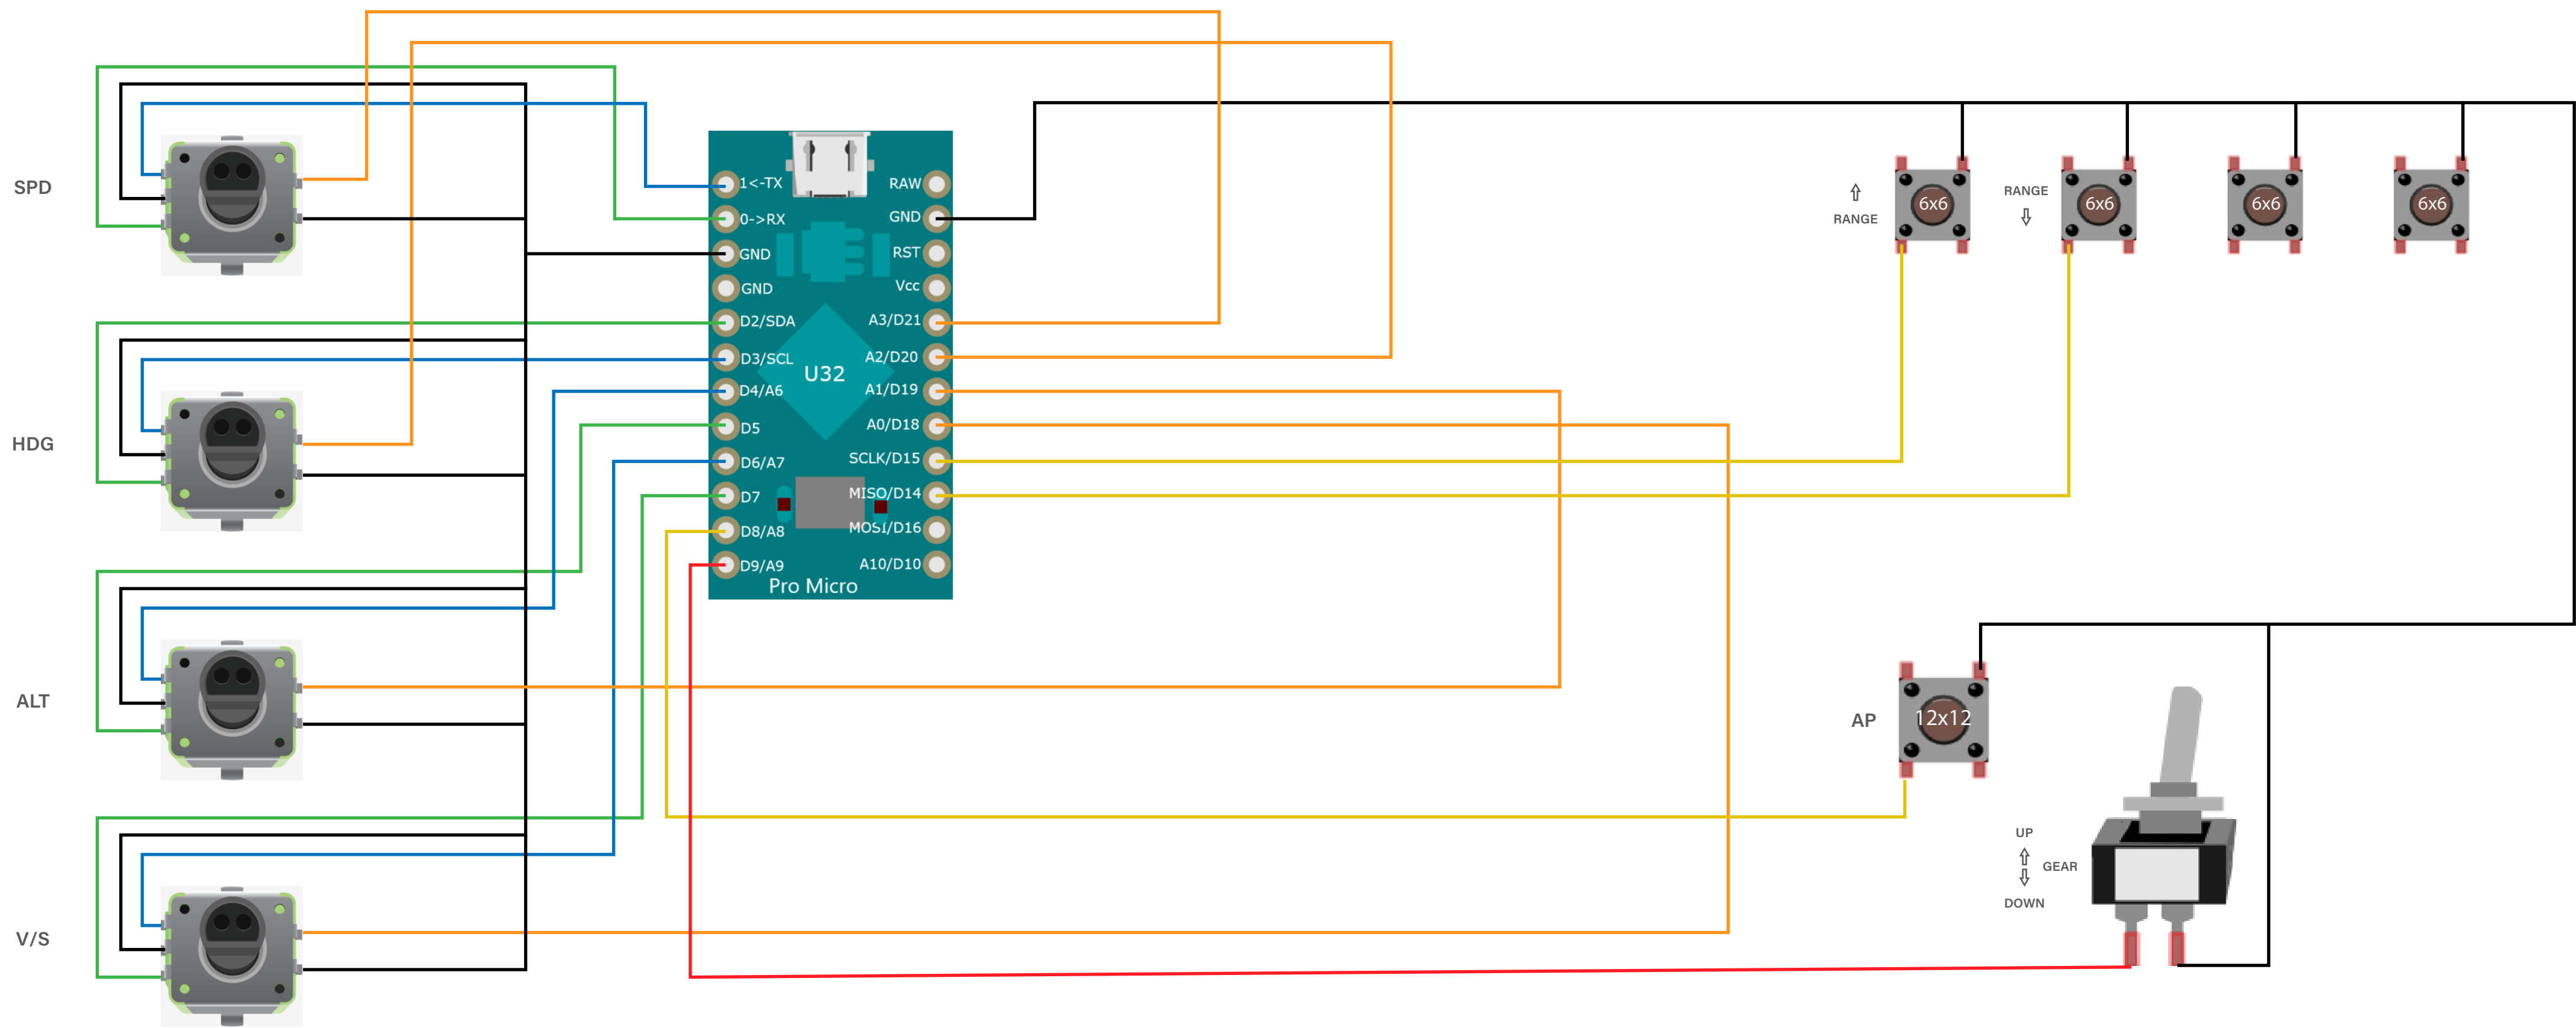 SPD
HDG
ALT
V/S
1<-TX
0->RX
GND
GND
D2/SDA
D3/SCL
D4/A6
D5
D6/A7
D7
D8/A8
D9/A9
RAW
GND
RST
Vcc
A3/D21
A2/D20
A1/D19
A0/D18
SCLK/D15
MISO/D14
MOSI/D16
A10/D10
U32
Pro Micro
RANGE
6x6
RANGE
6x6
6x6
6x6
AP
12x12
UP
GEAR
DOWN